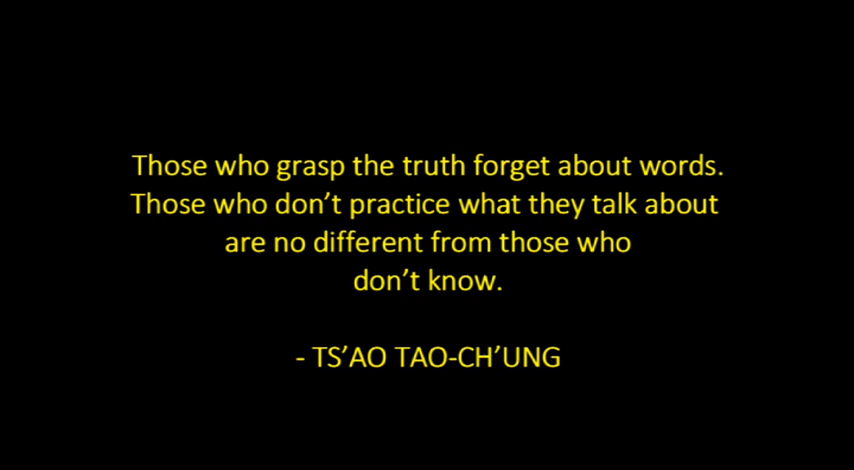 Those who grasp the truth forget about words.
Those who don’t practice what they talk about
are no different from those who
don’t know.
- TS’AO TAO-CH’UNG